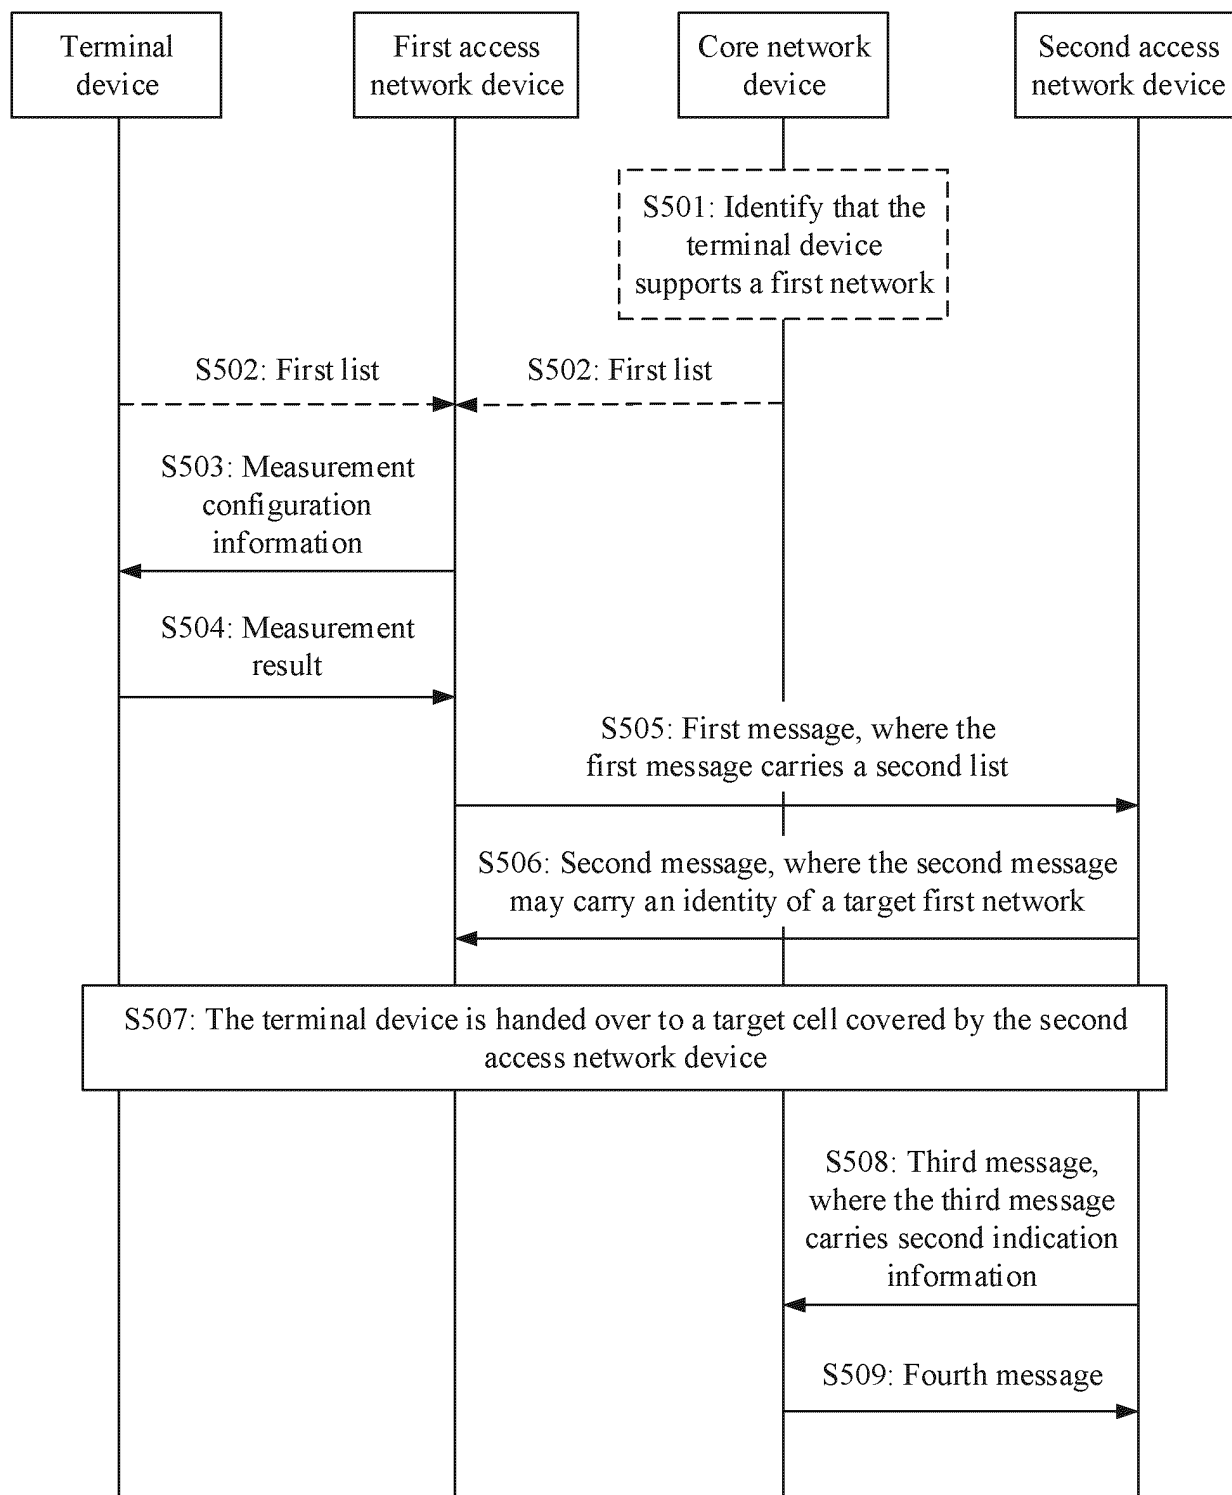 Terminal
device
First access
network device
Core network
device
Second access
network device
S501: Identify that the
terminal device
supports a first network
S502: First list
S502: First list
S503: Measurement
configuration
information
S504: Measurement
result
S505: First message, where the
first message carries a second list
S506: Second message, where the second message
may carry an identity of a target first network
S507: The terminal device is handed over to a target cell covered by the second
access network device
S508: Third message,
where the third message
carries second indication
information
S509: Fourth message